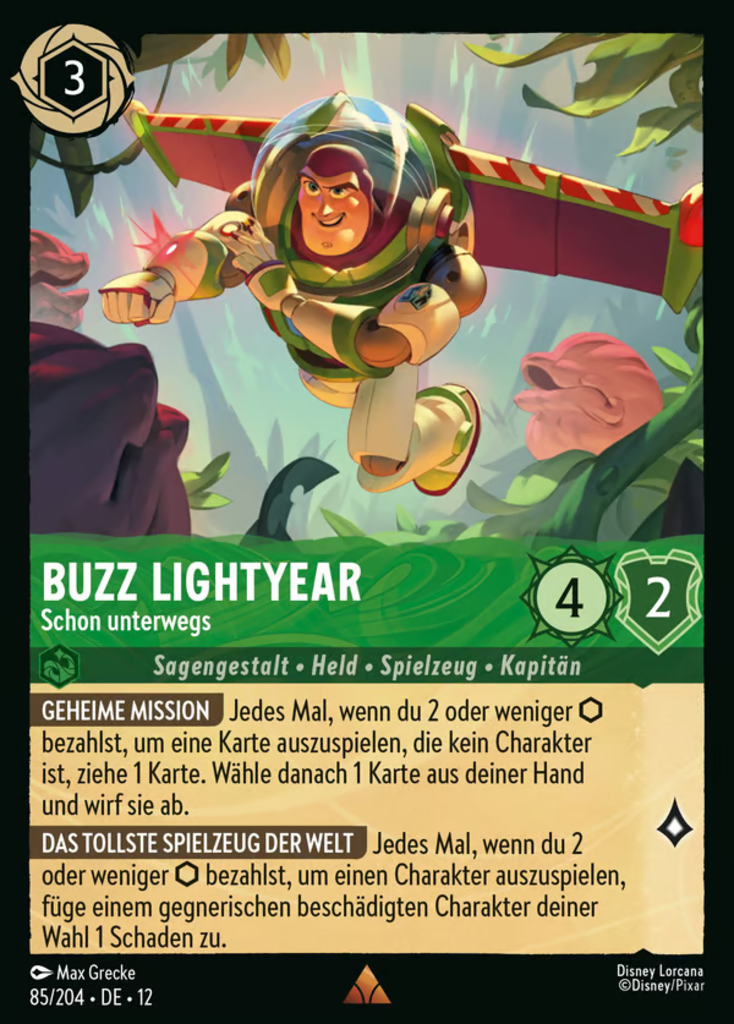 3
BUZZ LIGHTYEAR
Schon unterwegs
4
2
Sagengestalt • Held • Spielzeug • Kapitän
GEHEIME MISSION Jedes Mal, wenn du 2 oder weniger ⬡
bezahlst, um eine Karte auszuspielen, die kein Charakter
ist, ziehe 1 Karte. Wähle danach 1 Karte aus deiner Hand
und wirf sie ab.
DAS TOLLSTE SPIELZEUG DER WELT Jedes Mal, wenn du 2
oder weniger ⬡ bezahlst, um einen Charakter auszuspielen,
füge einem gegnerischen beschädigten Charakter deiner
Wahl 1 Schaden zu.
Max Grecke
85/204 • DE • 12
Disney Lorcana
©Disney/Pixar